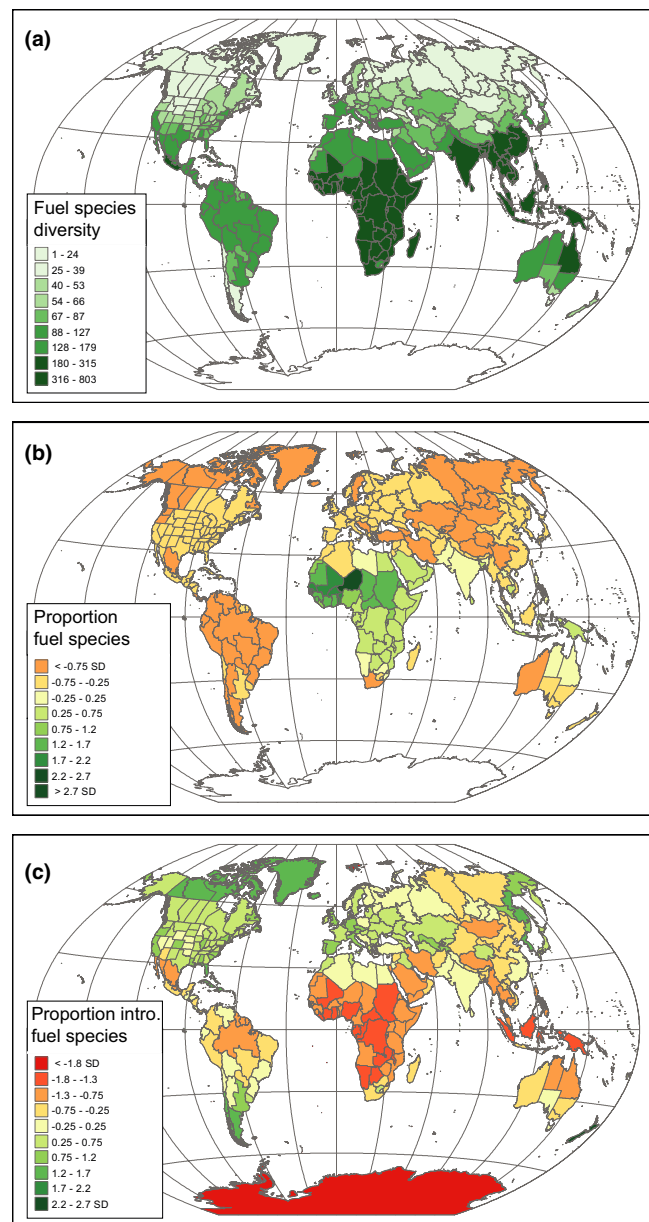 (a)
Fuel species
diversity
1 - 24
25 - 39
40 - 53
54 - 66
67 - 87
88 - 127
128 - 179
180 - 315
316 - 803
(b)
Proportion
fuel species
< -0.75 SD
-0.75 - -0.25
-0.25 - 0.25
0.25 - 0.75
0.75 - 1.2
1.2 - 1.7
1.7 - 2.2
2.2 - 2.7
> 2.7 SD
(c)
Proportion intro.
fuel species
< -1.8 SD
-1.8 - -1.3
-1.3 - -0.75
-0.75 - -0.25
-0.25 - 0.25
0.25 - 0.75
0.75 - 1.2
1.2 - 1.7
1.7 - 2.2
2.2 - 2.7 SD